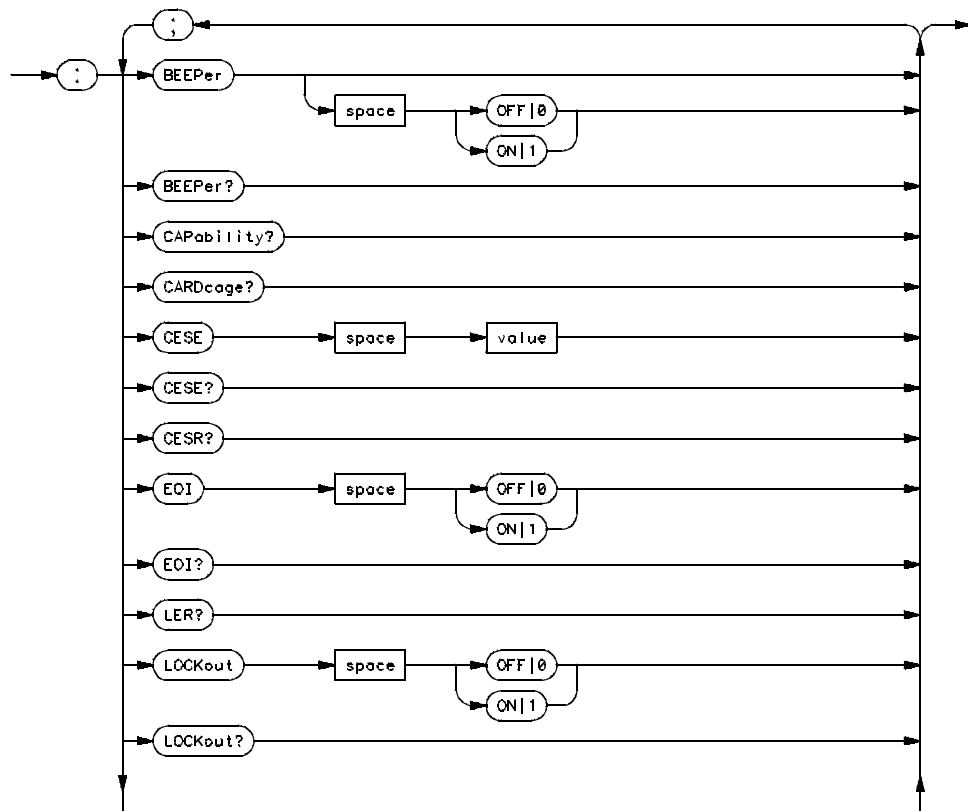 ;
:
BEEPer
space OFF|0
ON|1
BEEPer?
CAPability?
CARDcage?
CESE space value
CESE?
CESR?
EOI space OFF|0
ON|1
EOI?
LER?
LOCKout space OFF|0
ON|1
LOCKout?